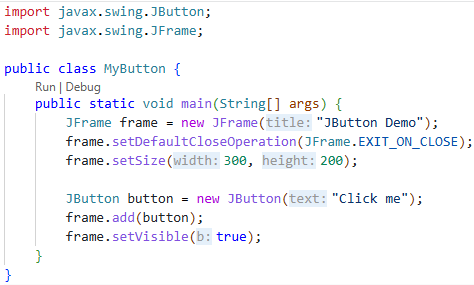 import javax.swing.JButton;
import javax.swing.JFrame;

public class MyButton {
Run | Debug
    public static void main(String[] args) {
        JFrame frame = new JFrame(title: "JButton Demo");
        frame.setDefaultCloseOperation(JFrame.EXIT_ON_CLOSE);
        frame.setSize(width: 300, height: 200);

        JButton button = new JButton(text: "Click me");
        frame.add(button);
        frame.setVisible(b: true);
    }
}